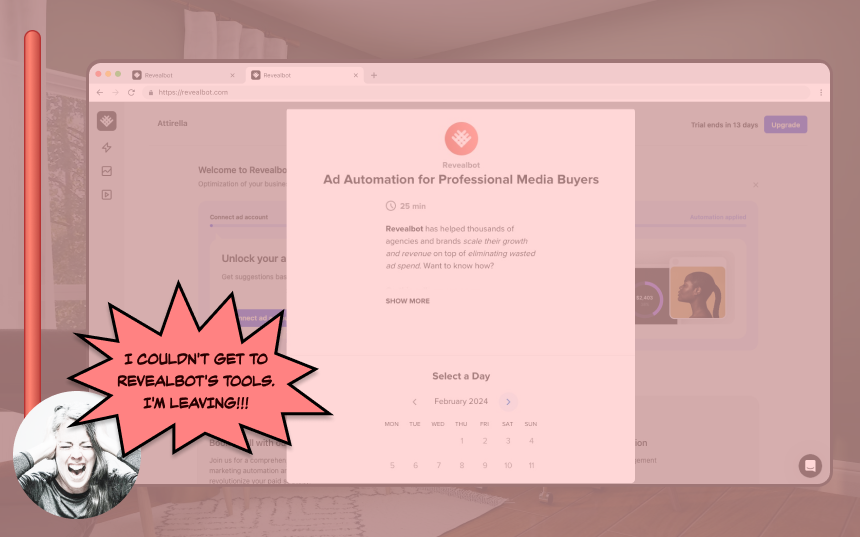 Revealbot
Revealbot
https://revealbot.com
Attirella
Trial ends in 13 days
Upgrade
Welcome to Revealbo
Optimization of your busine
Connect ad account
Automations applied
Unlock your a
Get suggestions bas
Revealbot
Ad Automation for Professional Media Buyers
25 min
Revealbot has helped thousands of
agencies and brands scale their growth
and revenue on top of eliminating wasted
ad spend. Want to know how?
SHOW MORE
Select a Day
February 2024
MON TUE WED THU FRI SAT SUN
1 2 3 4
5 6 7 8 9 10 11
I COULDN'T GET TO
REVEALBOT'S TOOLS.
I'M LEAVING!!!
Join us for a comprehen
marketing automation a
revolutionize your paid